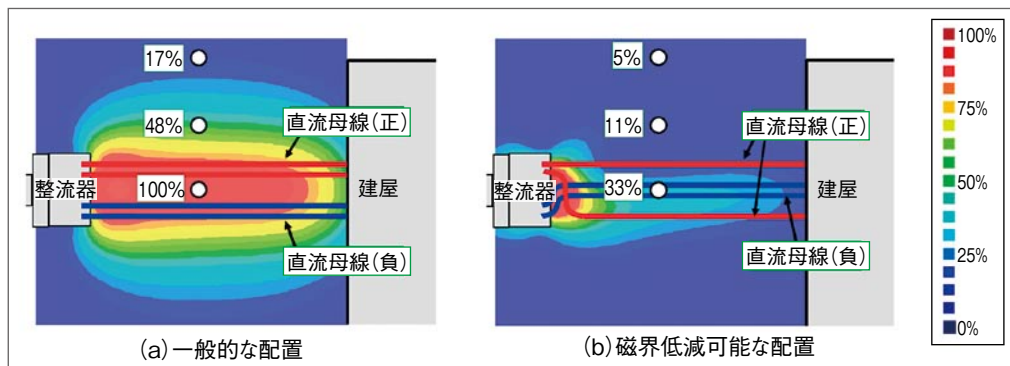 17%
48%
100%
整流器
直流母線(正)
直流母線(負)
建屋
(a)一般的な配置
5%
11%
33%
整流器
直流母線(正)
直流母線(負)
建屋
(b)磁界低減可能な配置
100%
75%
50%
25%
0%